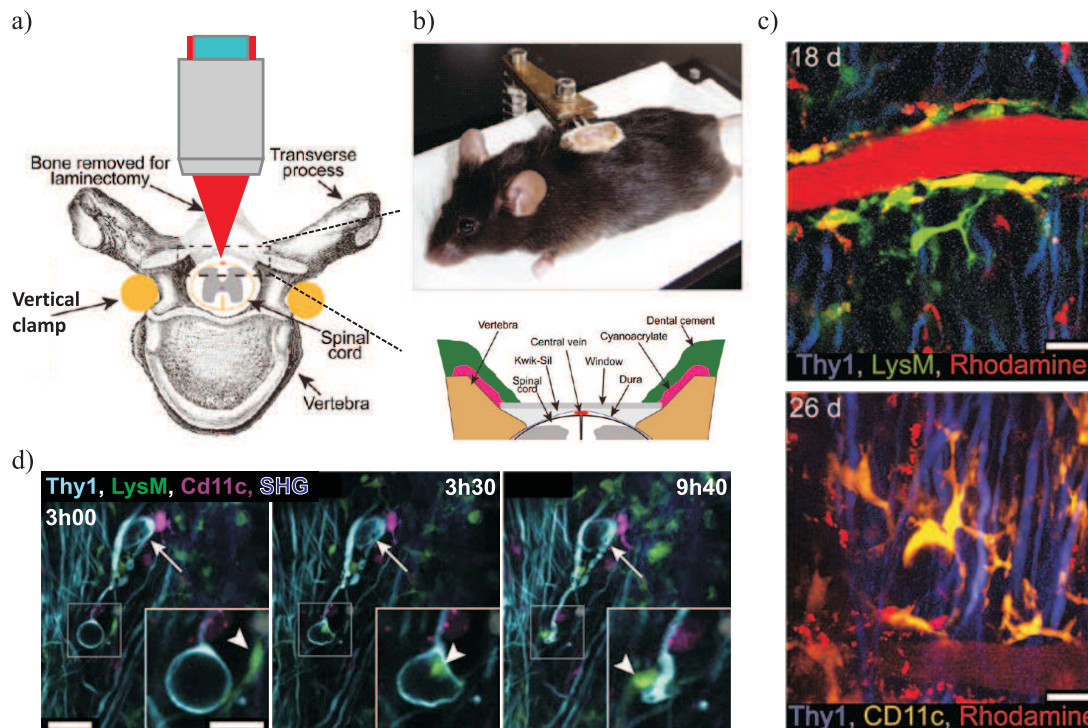 a)
Bone removed for
laminectomy
Transverse
process
Vertical
clamp
Spinal
cord
Vertebra
b)
Vertebra
Central vein
Dental cement
Cyanoacrylate
Kwik-Sil
Window
Spinal
cord
Dura
c)
18 d
Thy1, LysM, Rhodamine
26 d
Thy1, CD11c, Rhodamin
d)
Thy1, LysM, Cd11c, SHG
3h00
3h30
9h40